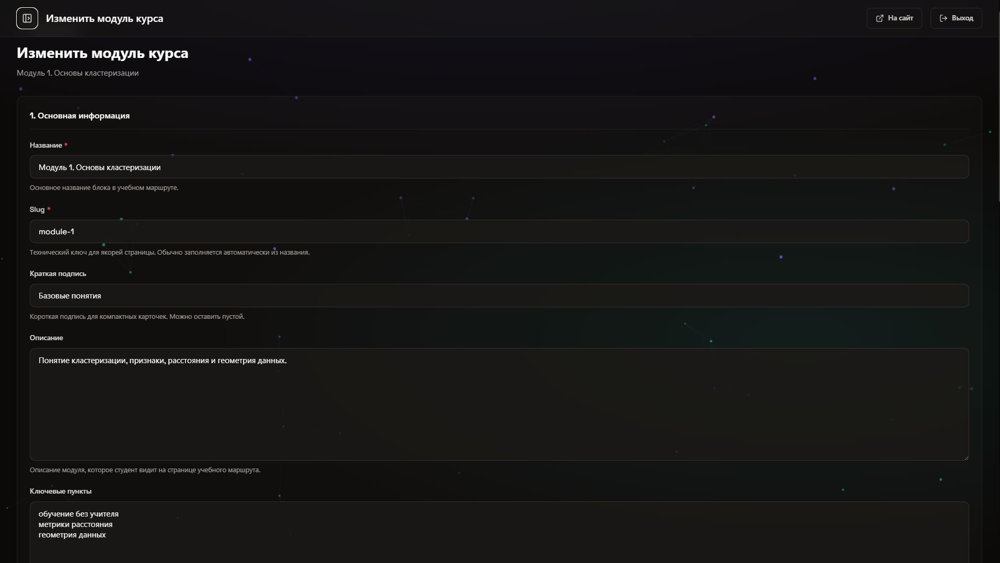 Изменить модуль курса
На сайт
Выход
Изменить модуль курса
Модуль 1. Основы кластеризации
1. Основная информация
Название *
Модуль 1. Основы кластеризации
Основное название блока в учебном маршруте.
Slug *
module-1
Технический ключ для якорей страницы. Обычно заполняется автоматически из названия.
Краткая подпись
Базовые понятия
Короткая подпись для компактных карточек. Можно оставить пустой.
Описание
Понятие кластеризации, признаки, расстояния и геометрия данных.
Описание модуля, которое студент видит на странице учебного маршрута.
Ключевые пункты
обучение без учителя
метрики расстояния
геометрия данных